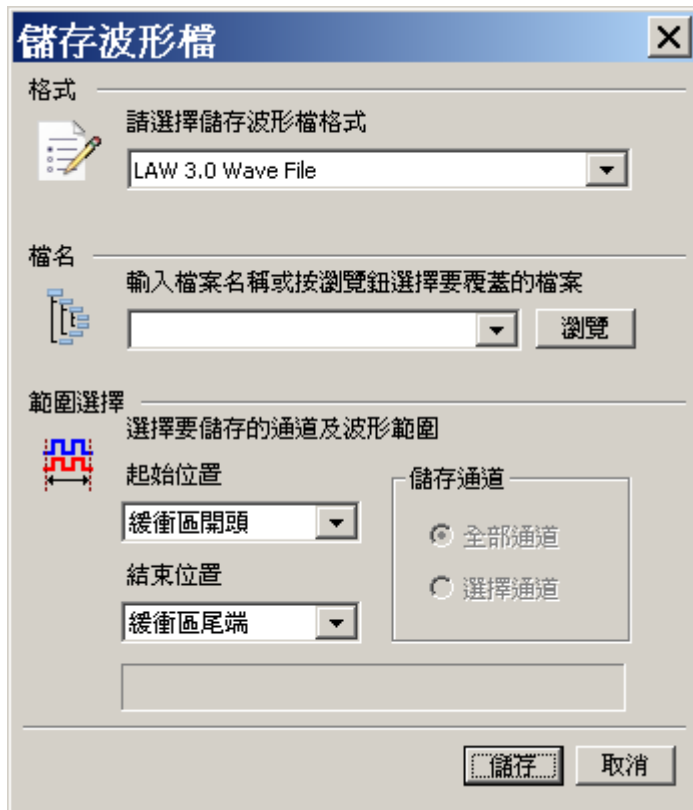 儲存波形檔
格式
請選擇儲存波形檔格式
LAW 3.0 Wave File
檔名
輸入檔案名稱或按瀏覽鈕選擇要覆蓋的檔案
瀏覽
範圍選擇
選擇要儲存的通道及波形範圍
起始位置
緩衝區開頭
結束位置
緩衝區尾端
儲存通道
全部通道
選擇通道
儲存
取消